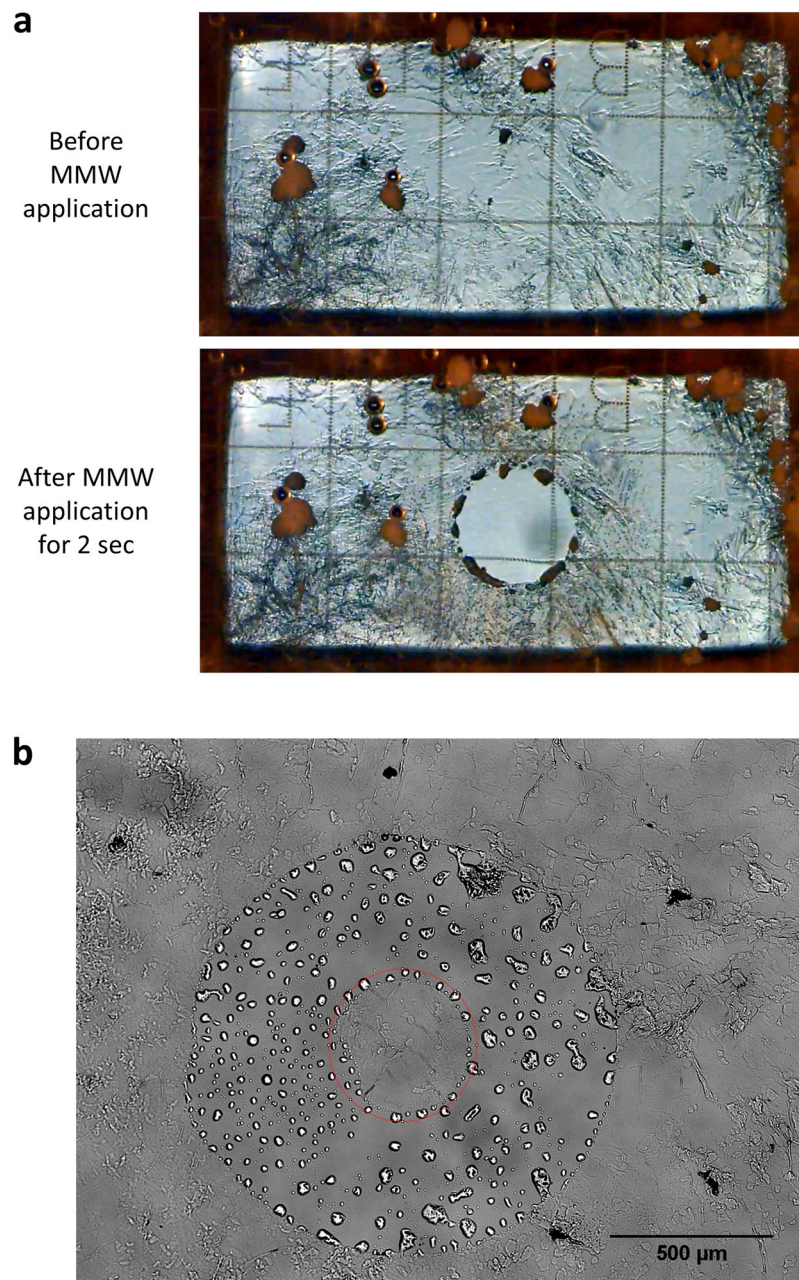 a
Before
MMW
application
After MMW
application
for 2 sec
b
500 µm